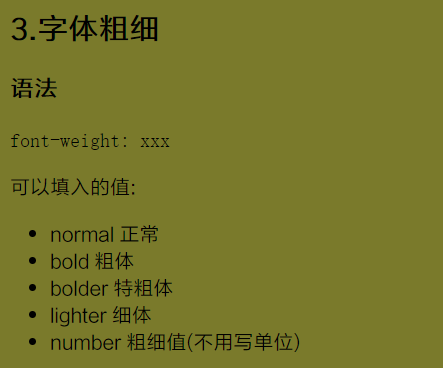 3.字体粗细
语法
font-weight: xxx
可以填入的值:
normal 正常
bold 粗体
bolder 特粗体
lighter 细体
number 粗细值(不用写单位)